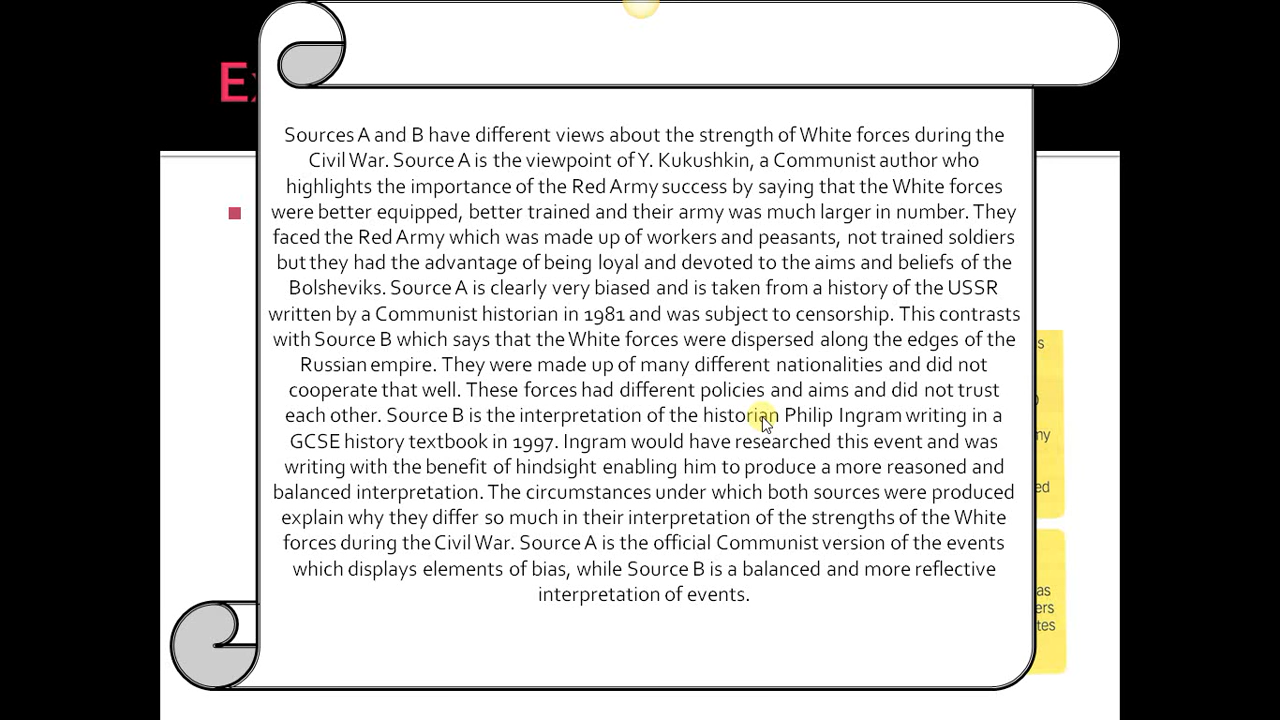 Sources A and B have different views about the strength of White forces during the
Civil War. Source A is the viewpoint of Y. Kukushkin, a Communist author who
highlights the importance of the Red Army success by saying that the White forces
were better equipped, better trained and their army was much larger in number. They
faced the Red Army which was made up of workers and peasants, not trained soldiers
but they had the advantage of being loyal and devoted to the aims and beliefs of the
Bolsheviks. Source A is clearly very biased and is taken from a history of the USSR
written by a Communist historian in 1981 and was subject to censorship. This contrasts
with Source B which says that the White forces were dispersed along the edges of the
Russian empire. They were made up of many different nationalities and did not
cooperate that well. These forces had different policies and aims and did not trust
each other. Source B is the interpretation of the historian Philip Ingram writing in a
GCSE history textbook in 1997. Ingram would have researched this event and was
writing with the benefit of hindsight enabling him to produce a more reasoned and
balanced interpretation. The circumstances under which both sources were produced
explain why they differ so much in their interpretation of the strengths of the White
forces during the Civil War. Source A is the official Communist version of the events
which displays elements of bias, while Source B is a balanced and more reflective
interpretation of events.